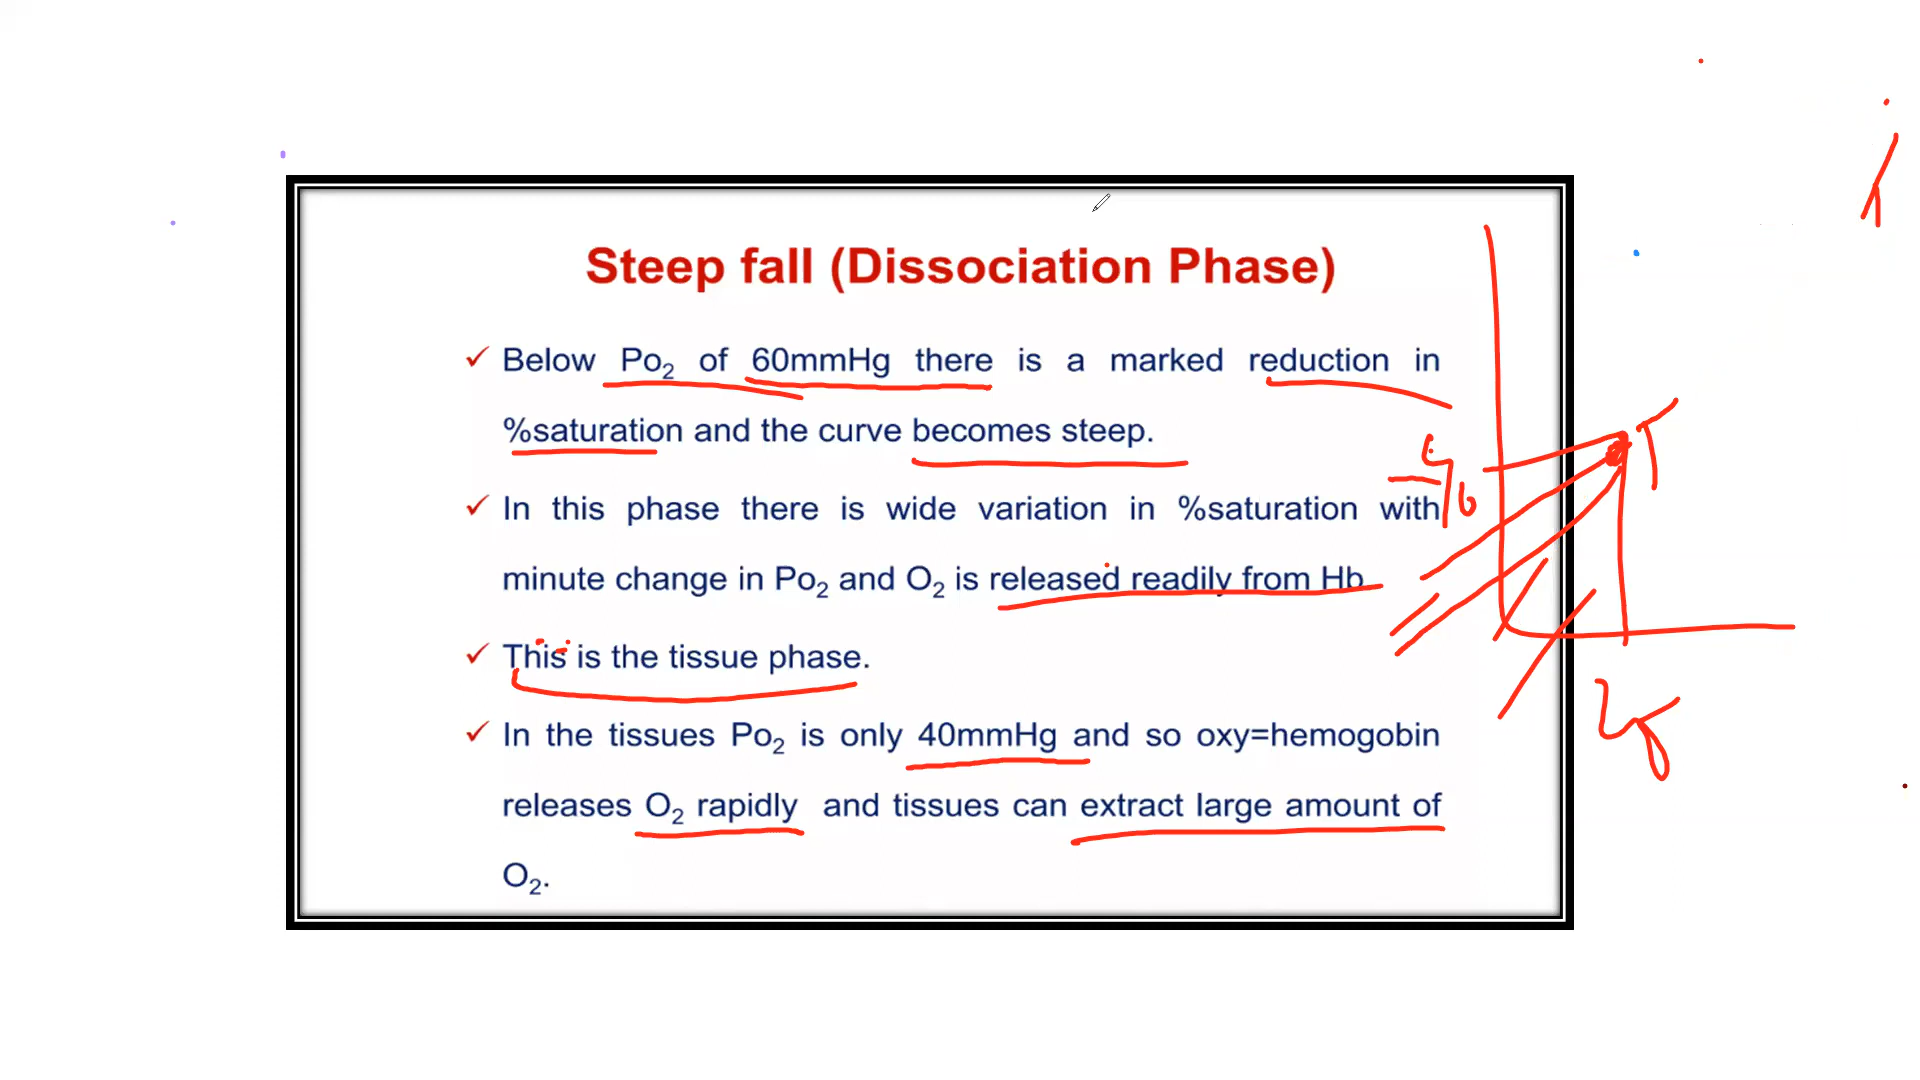 Steep fall (Dissociation Phase)
✓ Below Po₂ of 60mmHg there is a marked reduction in
%saturation and the curve becomes steep.
✓ In this phase there is wide variation in %saturation with
minute change in Po₂ and O₂ is released readily from Hb
✓ This is the tissue phase.
✓ In the tissues Po₂ is only 40mmHg and so oxy=hemogobin
releases O₂ rapidly and tissues can extract large amount of
O₂.